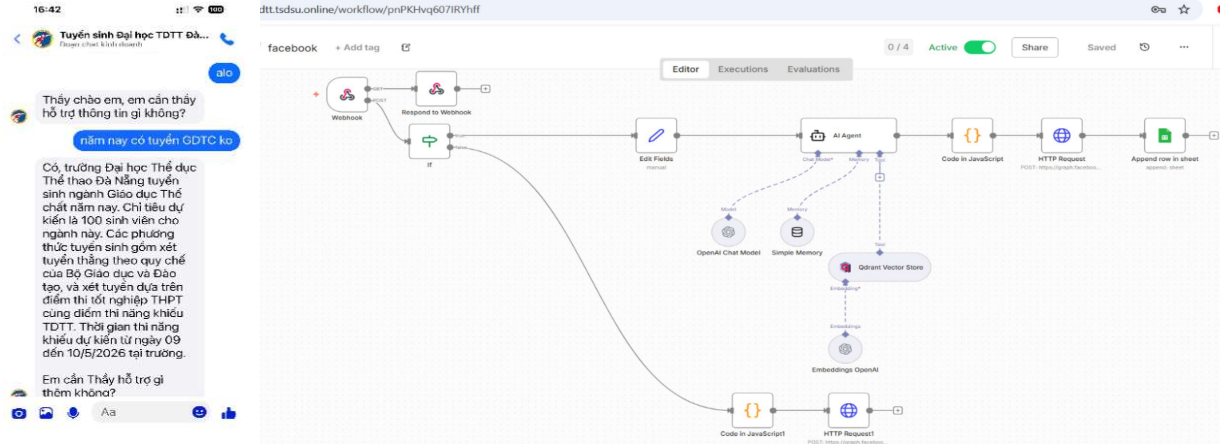 16:42
Tuyển sinh Đại học TDTT Đà...
Đoạn chat kinh doanh
alo
Thầy chào em, em cần thầy
hỗ trợ thông tin gì không?
năm nay có tuyển GDTC ko
Có, trường Đại học Thể dục
Thể thao Đà Nẵng tuyển
sinh ngành Giáo dục Thể
chất năm nay. Chỉ tiêu dự
kiến là 100 sinh viên cho
ngành này. Các phương
thức tuyển sinh gồm xét
tuyển thẳng theo quy chế
của Bộ Giáo dục và Đào
tạo, và xét tuyển dựa trên
điểm thi tốt nghiệp THPT
cùng điểm thi năng khiếu
TDTT. Thời gian thi năng
khiếu dự kiến từ ngày 09
đến 10/5/2026 tại trường.
Em cần Thầy hỗ trợ gì
thêm không?
Aa
dtt.tsdsu.online/workflow/pnPKHvq607IRYhff
facebook + Add tag
0 / 4 Active Share Saved
Editor Executions Evaluations
GET
POST
Webhook
Respond to Webhook
If
Edit Fields
manual
AI Agent
Chat Model* Memory Tool
Code in JavaScript
HTTP Request
POST: https://graph.faceboo...
Append row in sheet
append: sheet
Model
OpenAI Chat Model
Memory
Simple Memory
Tool
Qdrant Vector Store
Embedding*
Embeddings
Embeddings OpenAI
Code in JavaScript1
HTTP Request1
POST: https://graph.faceboo...